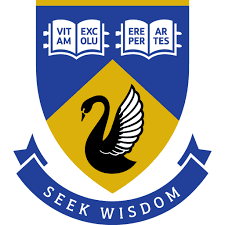 VIT EXC ERE AR
AM OLU PER TES
SEEK WISDOM